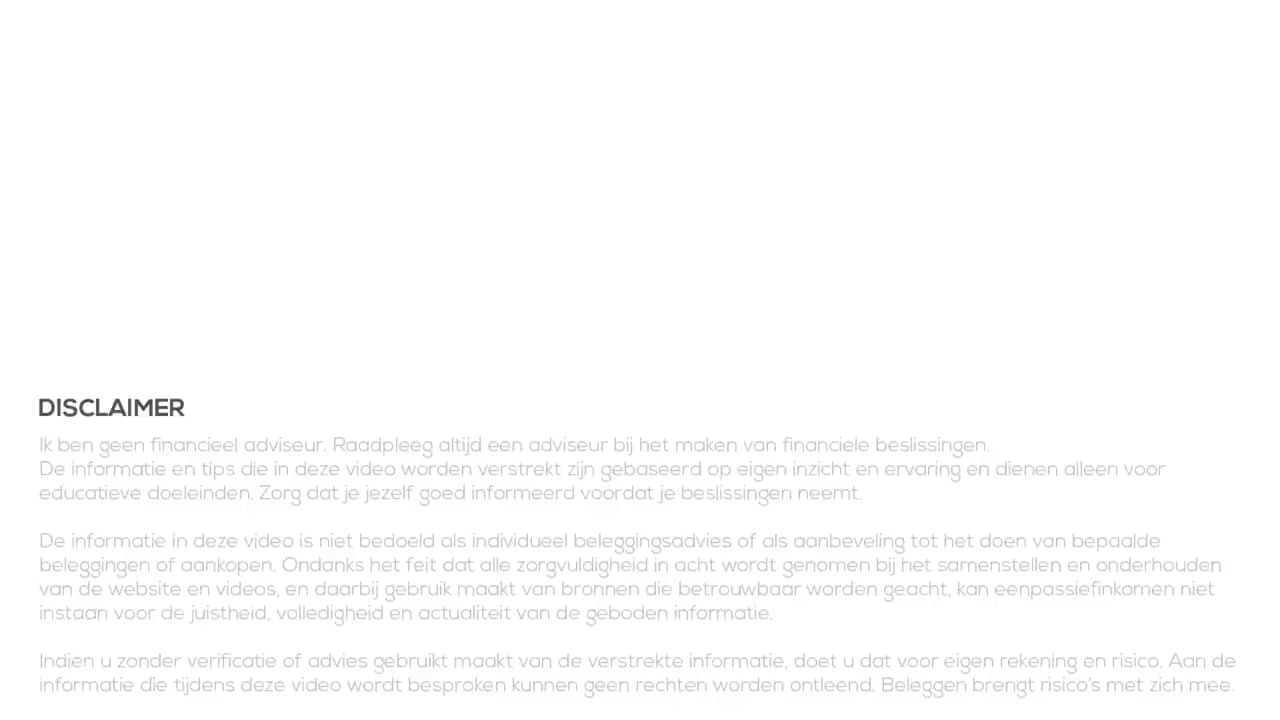 DISCLAIMER
Ik ben geen financieel adviseur. Raadpleeg altijd een adviseur bij het maken van financiele beslissingen.
De informatie en tips die in deze video worden verstrekt zijn gebaseerd op eigen inzicht en ervaring en dienen alleen voor
educatieve doeleinden. Zorg dat je jezelf goed informeerd voordat je beslissingen neemt.
De informatie in deze video is niet bedoeld als individueel beleggingsadvies of als aanbeveling tot het doen van bepaalde
beleggingen of aankopen. Ondanks het feit dat alle zorgvuldigheid in acht wordt genomen bij het samenstellen en onderhouden
van de website en videos, en daarbij gebruik maakt van bronnen die betrouwbaar worden geacht, kan eenpassiefinkomen niet
instaan voor de juistheid, volledigheid en actualiteit van de geboden informatie.
Indien u zonder verificatie of advies gebruikt maakt van de verstrekte informatie, doet u dat voor eigen rekening en risico. Aan de
informatie die tijdens deze video wordt besproken kunnen geen rechten worden ontleend. Beleggen brengt risico's met zich mee.